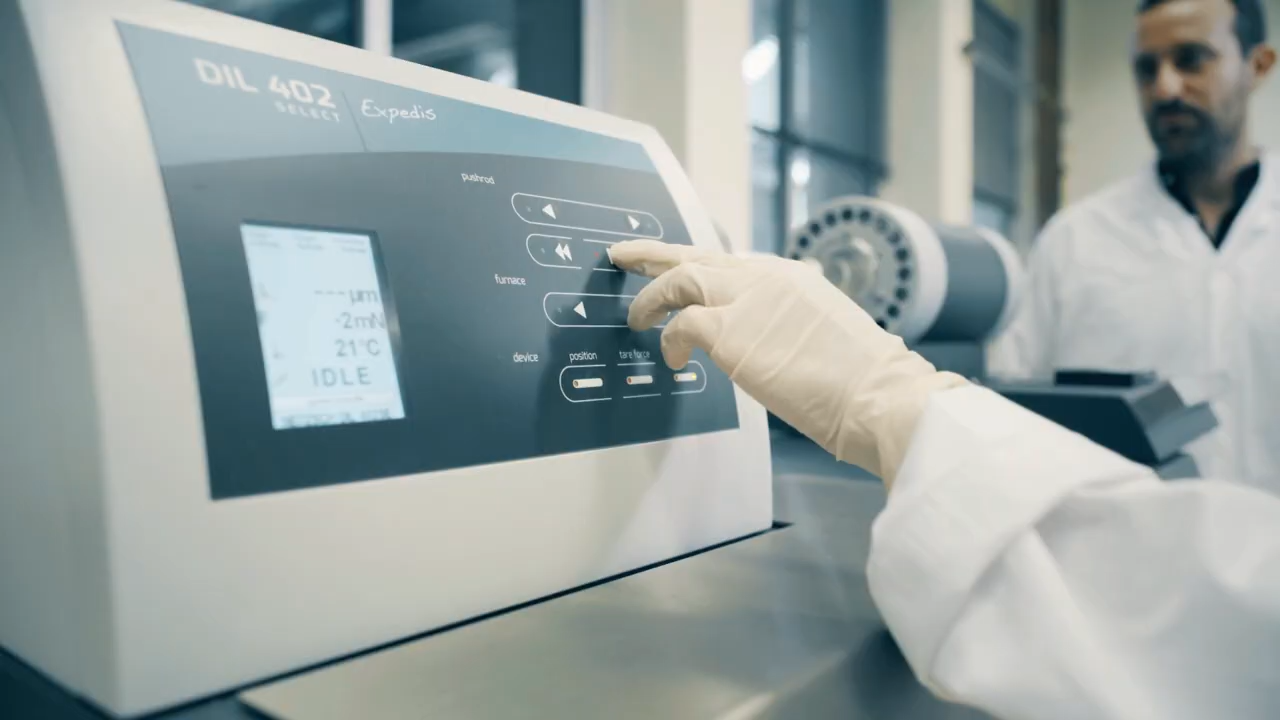 DIL 402
SELECT
Expedis
pushrod
furnace
device
position
tare force
---µm
-2mN
21°C
IDLE